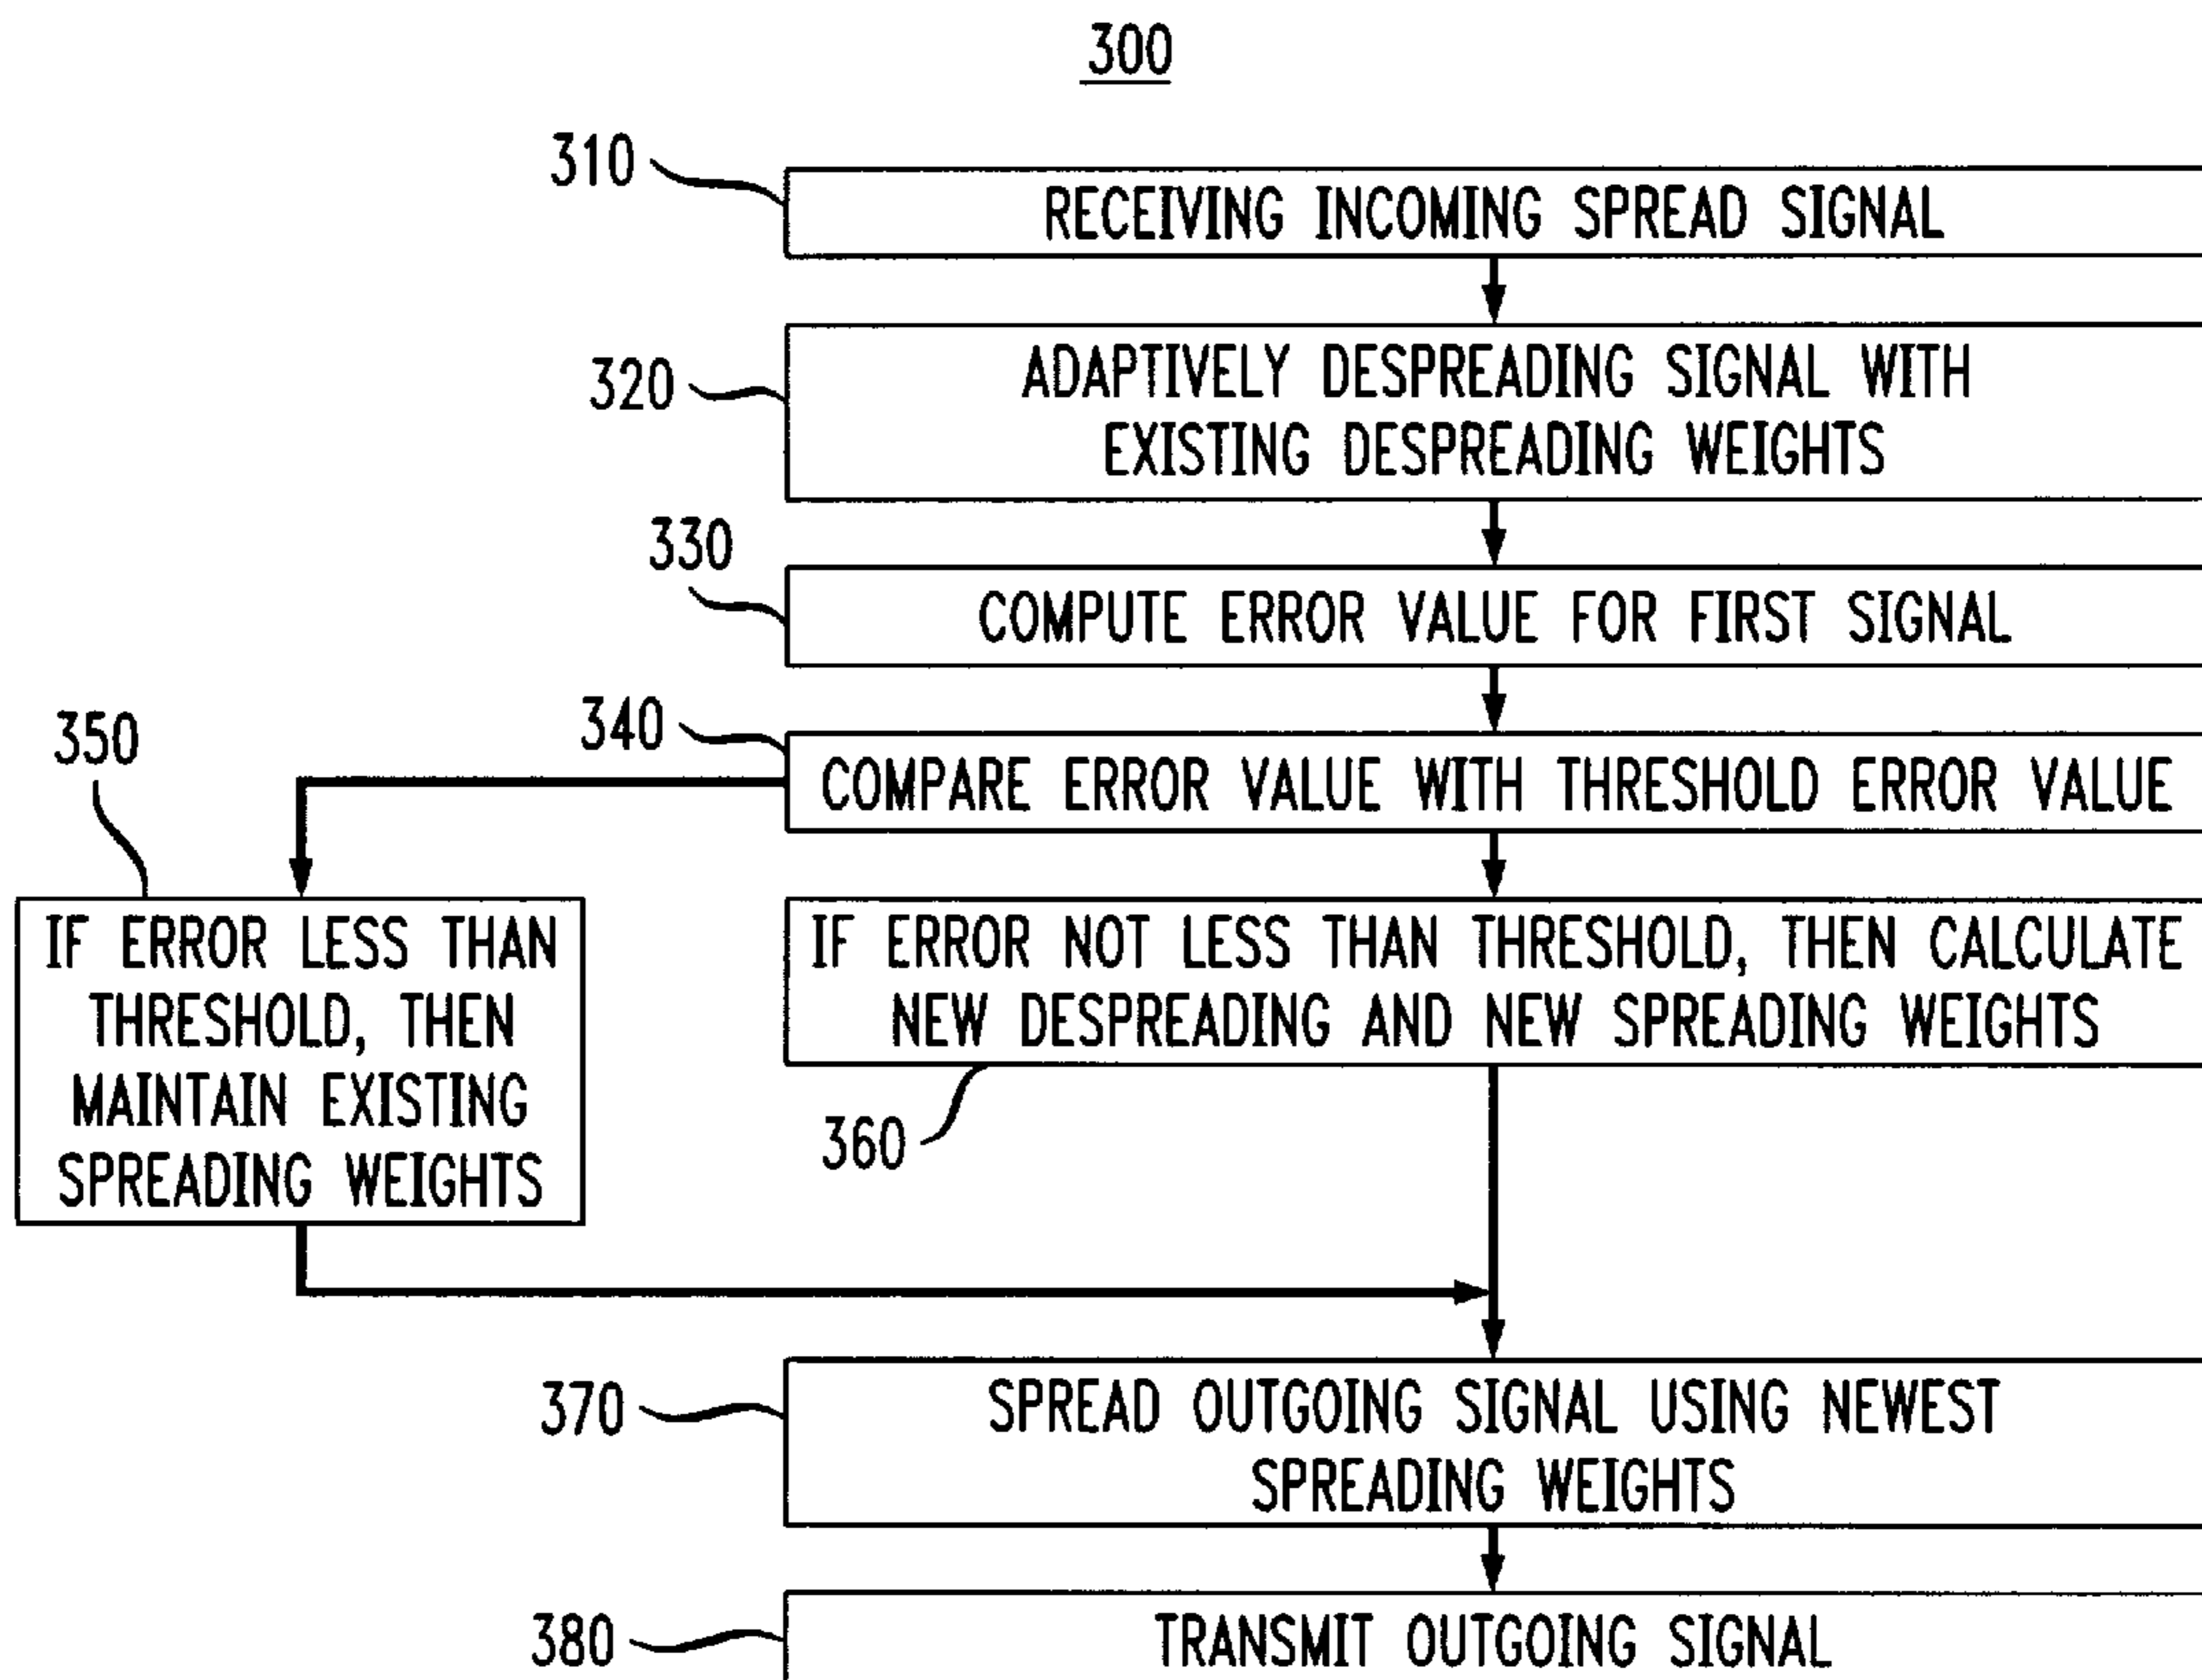 300
310
RECEIVING INCOMING SPREAD SIGNAL
320
ADAPTIVELY DESPREADING SIGNAL WITH
EXISTING DESPREADING WEIGHTS
330
COMPUTE ERROR VALUE FOR FIRST SIGNAL
340
COMPARE ERROR VALUE WITH THRESHOLD ERROR VALUE
350
IF ERROR LESS THAN
THRESHOLD, THEN
MAINTAIN EXISTING
SPREADING WEIGHTS
IF ERROR NOT LESS THAN THRESHOLD, THEN CALCULATE
NEW DESPREADING AND NEW SPREADING WEIGHTS
360
370
SPREAD OUTGOING SIGNAL USING NEWEST
SPREADING WEIGHTS
380
TRANSMIT OUTGOING SIGNAL